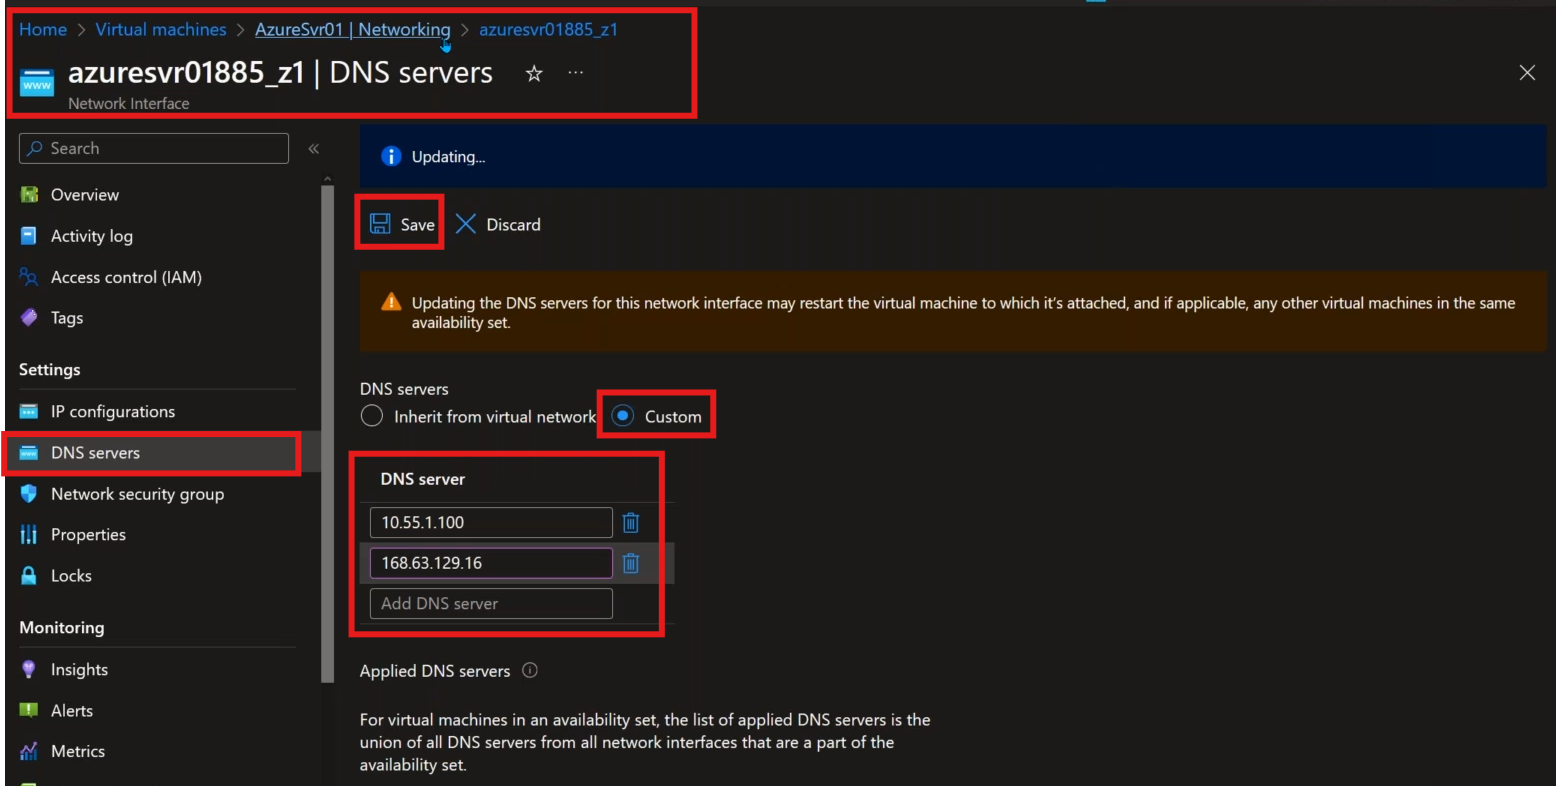 Home > Virtual machines > AzureSvr01 | Networking > azuresvr01885_z1
azuresvr01885_z1 | DNS servers
Network Interface
Search
Overview
Activity log
Access control (IAM)
Tags
Settings
IP configurations
DNS servers
Network security group
Properties
Locks
Monitoring
Insights
Alerts
Metrics
Updating...
Save
Discard
Updating the DNS servers for this network interface may restart the virtual machine to which it's attached, and if applicable, any other virtual machines in the same
availability set.
DNS servers
Inherit from virtual network
Custom
DNS server
10.55.1.100
168.63.129.16
Add DNS server
Applied DNS servers
For virtual machines in an availability set, the list of applied DNS servers is the
union of all DNS servers from all network interfaces that are a part of the
availability set.